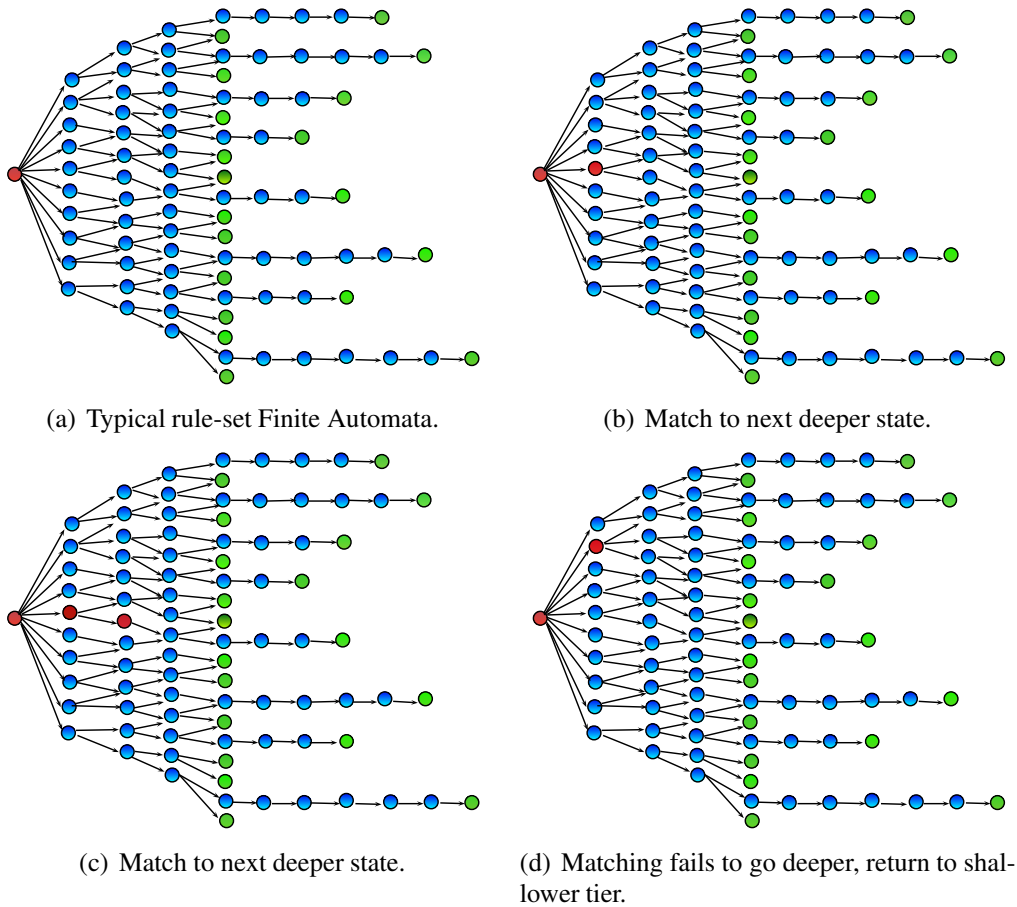 (a) Typical rule-set Finite Automata.
(b) Match to next deeper state.
(c) Match to next deeper state.
(d) Matching fails to go deeper, return to shal-
lower tier.